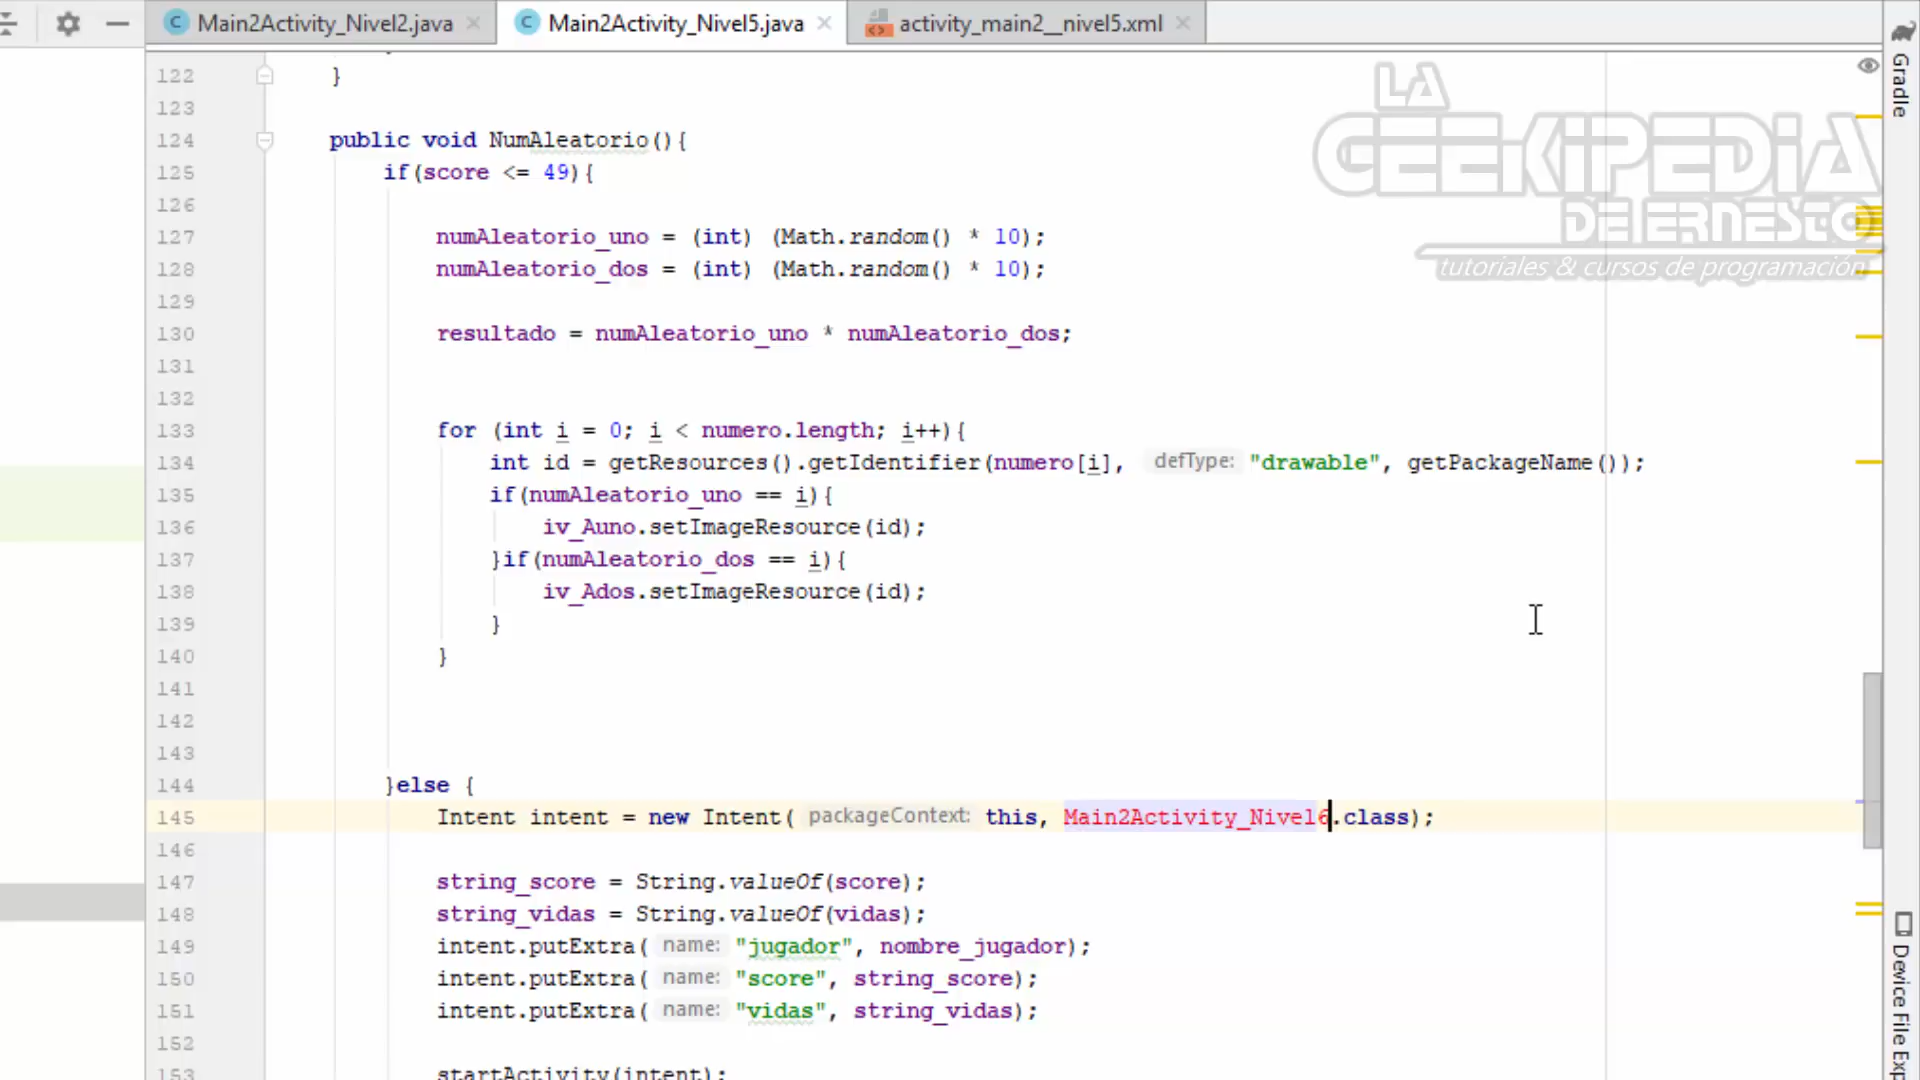 Main2Activity_Nivel2.java
Main2Activity_Nivel5.java
activity_main2__nivel5.xml
Gradle
LA
GEEKIPEDIA
DE ERNESTO
tutoriales & cursos de programación
122 }
123
124 public void NumAleatorio(){
125 if(score <= 49){
126
127 numAleatorio_uno = (int) (Math.random() * 10);
128 numAleatorio_dos = (int) (Math.random() * 10);
129
130 resultado = numAleatorio_uno * numAleatorio_dos;
131
132
133 for (int i = 0; i < numero.length; i++){
134 int id = getResources().getIdentifier(numero[i], defType: "drawable", getPackageName());
135 if(numAleatorio_uno == i){
136 iv_Auno.setImageResource(id);
137 }if(numAleatorio_dos == i){
138 iv_Ados.setImageResource(id);
139 }
140 }
141
142
143
144 }else {
145 Intent intent = new Intent( packageContext: this, Main2Activity_Nivel6.class);
146
147 string_score = String.valueOf(score);
148 string_vidas = String.valueOf(vidas);
149 intent.putExtra( name: "jugador", nombre_jugador);
150 intent.putExtra( name: "score", string_score);
151 intent.putExtra( name: "vidas", string_vidas);
152
153 startActivity(intent);
Device File Exp